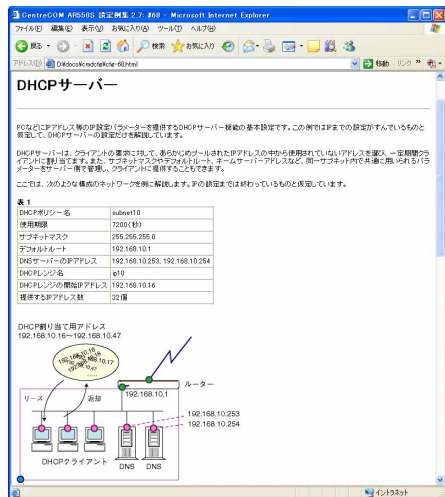 CentreCOM AR550S 設定例集 2.7: #68 - Microsoft Internet Explorer
ファイル(F) 編集(E) 表示(V) お気に入り(A) ツール(T) ヘルプ(H)
戻る 検索 お気に入り
アドレス(D) D:¥docs¥cmdcfg¥cfg-68.html 移動 リンク »
DHCPサーバー
PCなどにIPアドレス等のIP設定パラメーターを提供するDHCPサーバー機能の基本設定です。この例ではIPまでの設定がすんでいるものと
仮定して、DHCPサーバーの設定だけを解説しています。
DHCPサーバーは、クライアントの要求に対して、あらかじめプールされたIPアドレスの中から使用されていないアドレスを選び、一定期間クラ
イアントに割り当てます。また、サブネットマスクやデフォルトルート、ネームサーバーアドレスなど、同一サブネット内で共通に用いられるパラ
メーターをサーバー側で管理し、クライアントに提供することもできます。
ここでは、次のような構成のネットワークを例に解説します。IPの設定までは終わっているものと仮定しています。
表 1
DHCPポリシー名 subnet10
使用期限 7200(秒)
サブネットマスク 255.255.255.0
デフォルトルート 192.168.10.1
DNSサーバーのIPアドレス 192.168.10.253, 192.168.10.254
DHCPレンジ名 ip10
DHCPレンジの開始IPアドレス 192.168.10.16
提供するIPアドレス数 32個
DHCP割り当て用アドレス
192.168.10.16~192.168.10.47
192.168.10.16
192.168.10.17
192.168.10.47
......
ルーター
リース 返却 192.168.10.1
192.168.10.253
192.168.10.254
DHCPクライアント DNS DNS
イントラネット